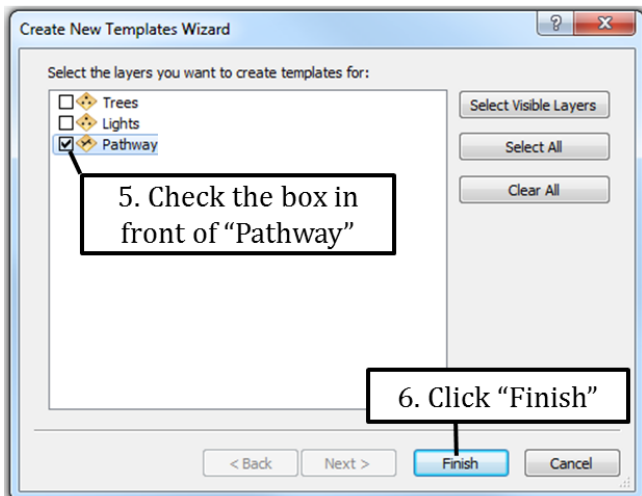 Create New Templates Wizard
Select the layers you want to create templates for:
Trees
Lights
Pathway
Select Visible Layers
Select All
Clear All
5. Check the box in
front of “Pathway”
6. Click “Finish”
< Back
Next >
Finish
Cancel